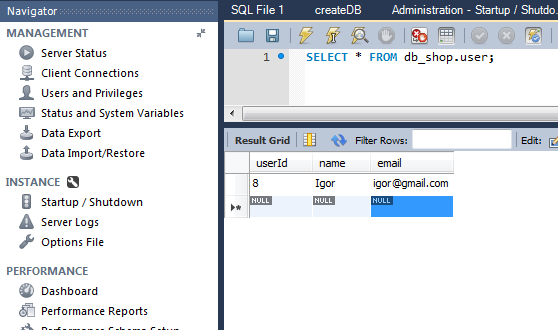 Navigator
MANAGEMENT
Server Status
Client Connections
Users and Privileges
Status and System Variables
Data Export
Data Import/Restore
INSTANCE
Startup / Shutdown
Server Logs
Options File
PERFORMANCE
Dashboard
Performance Reports
Performance Schema Setup
SQL File 1 createDB Administration - Startup / Shutdo..
1 SELECT * FROM db_shop.user;
Result Grid Filter Rows: Edit:
userId name email
8 Igor igor@gmail.com
NULL NULL NULL